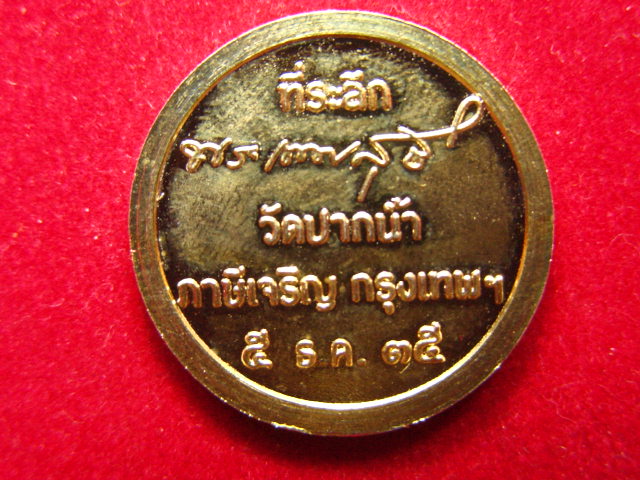 ที่ระลึก
วัดปากน้ำ
ภาษีเจริญ กรุงเทพฯ
๕ ธ.ค. ๓๕